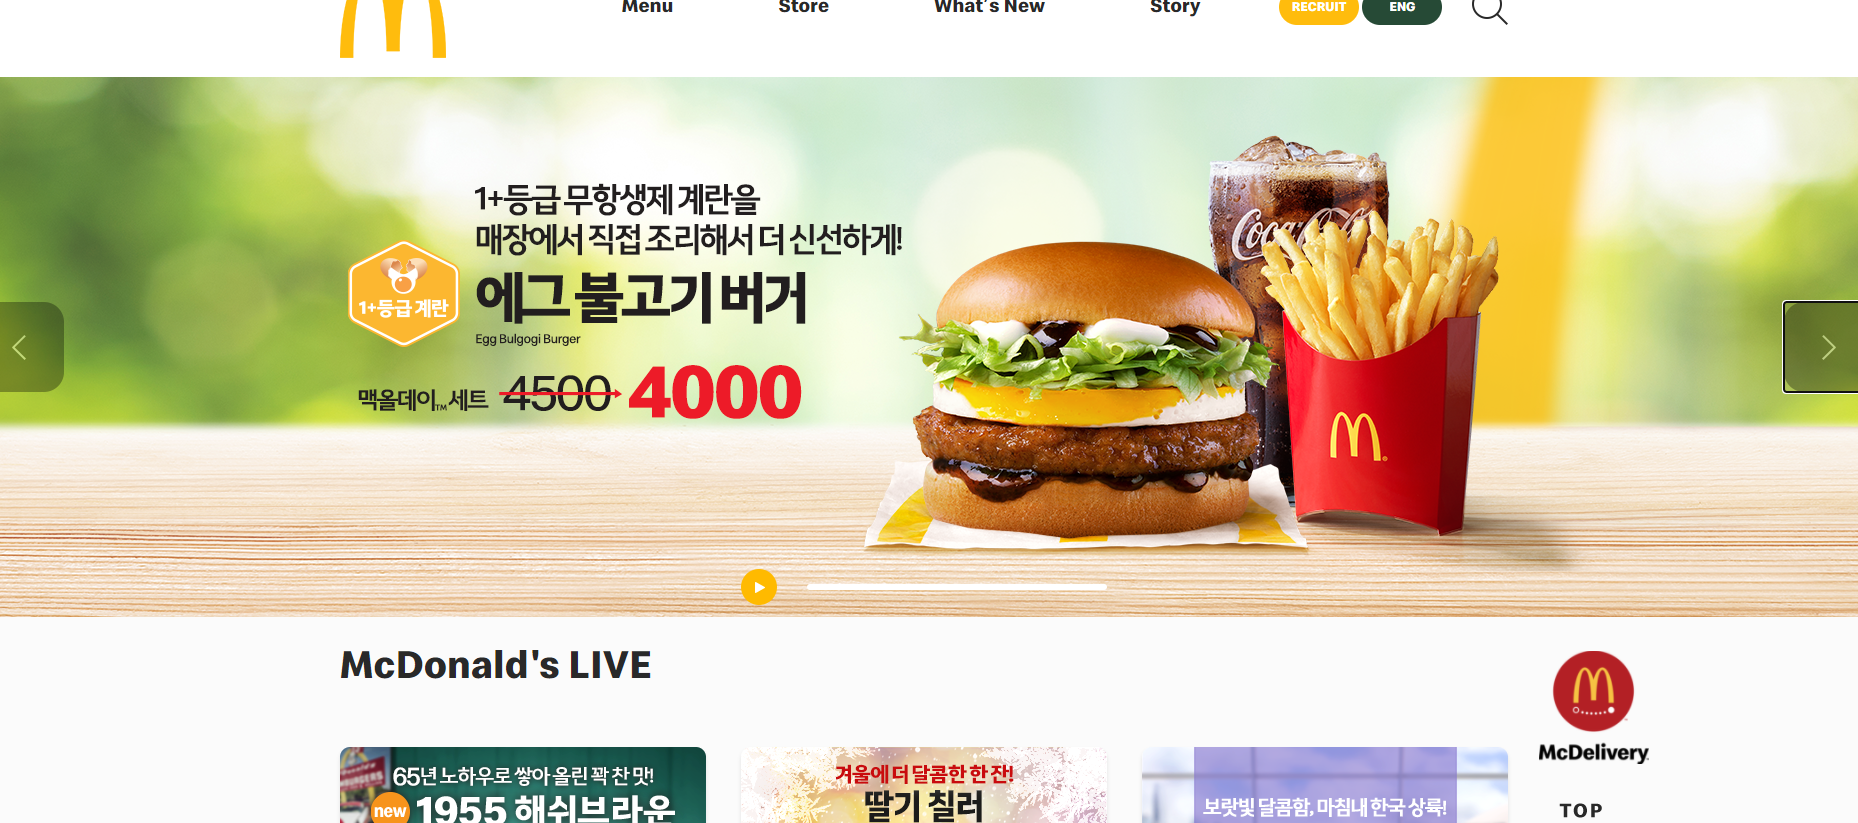 Menu
Store
What's New
Story
RECRUIT
ENG
1+등급 무항생제 계란을
매장에서 직접 조리해서 더 신선하게!
1+등급 계란
에그 불고기 버거
Egg Bulgogi Burger
맥올데이™ 세트 4500 4000
Coca-Cola
McDonald's LIVE
McDelivery
65년 노하우로 쌓아 올린 꽉 찬 맛!
new 1955 해쉬브라운
겨울에 더 달콤한 한 잔!
딸기 칠러
보랏빛 달콤함, 마침내 한국 상륙!
TOP